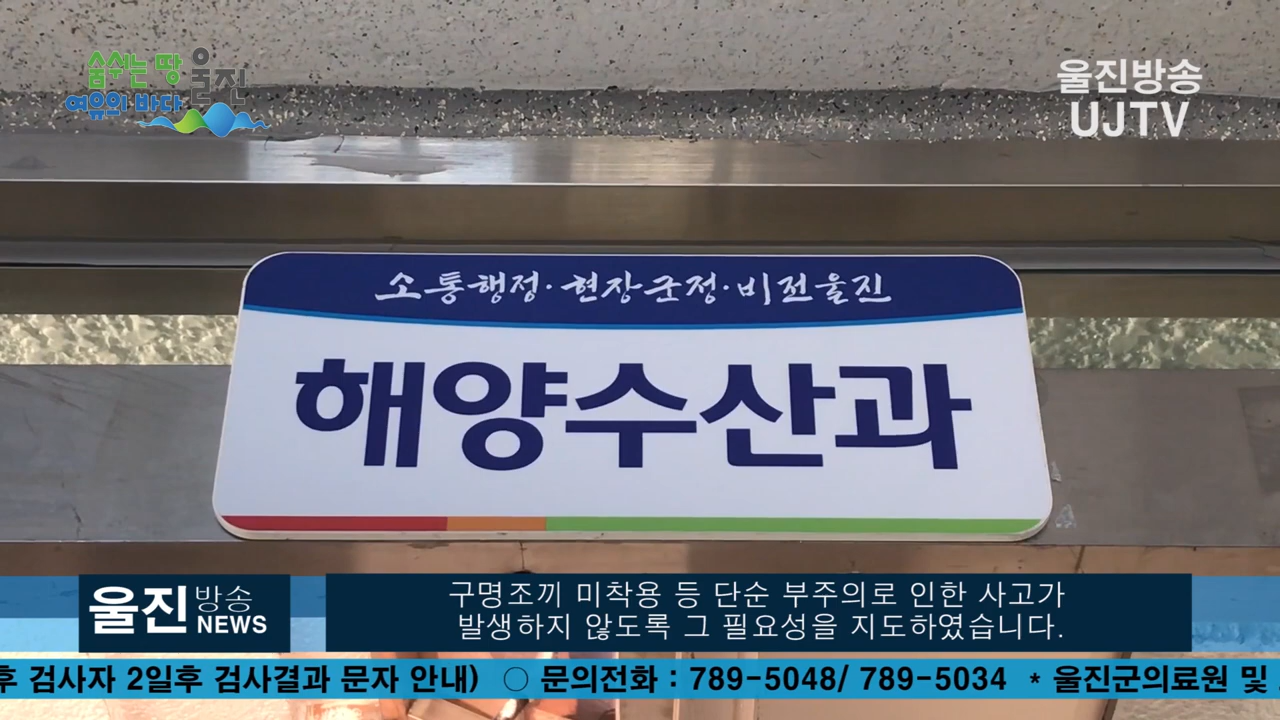 숨쉬는 땅 울진
여유의 바다
울진방송
UJTV
소통행정·현장군정·비전울진
해양수산과
울진 방송
NEWS
구명조끼 미착용 등 단순 부주의로 인한 사고가
발생하지 않도록 그 필요성을 지도하였습니다.
후 검사자 2일후 검사결과 문자 안내) ○ 문의전화 : 789-5048/ 789-5034 * 울진군의료원 및